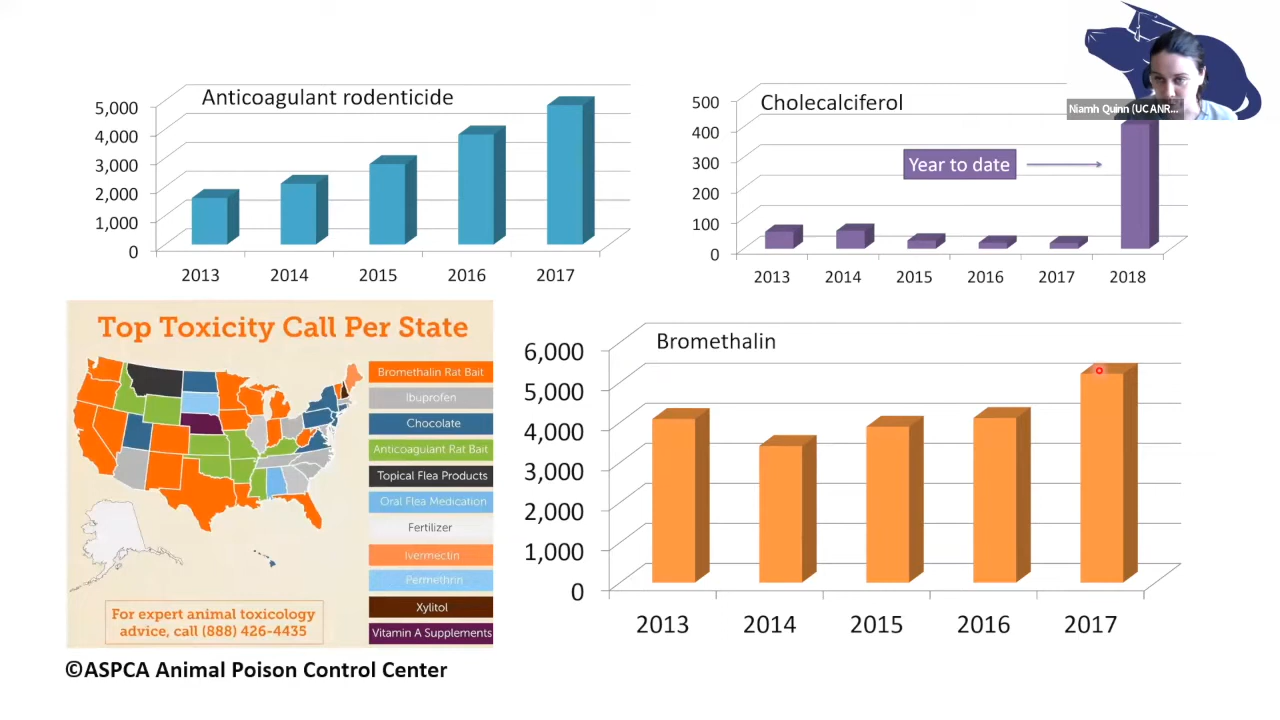 Anticoagulant rodenticide
5,000
4,000
3,000
2,000
1,000
0
2013 2014 2015 2016 2017
Cholecalciferol
Niamh Quinn (UC ANR...
500
400
300
200
100
0
Year to date
2013 2014 2015 2016 2017 2018
Top Toxicity Call Per State
Bromethalin Rat Bait
Ibuprofen
Chocolate
Anticoagulant Rat Bait
Topical Flea Products
Oral Flea Medication
Fertilizer
Ivermectin
Permethrin
Xylitol
Vitamin A Supplements
For expert animal toxicology
advice, call (888) 426-4435
Bromethalin
6,000
5,000
4,000
3,000
2,000
1,000
0
2013 2014 2015 2016 2017
©ASPCA Animal Poison Control Center